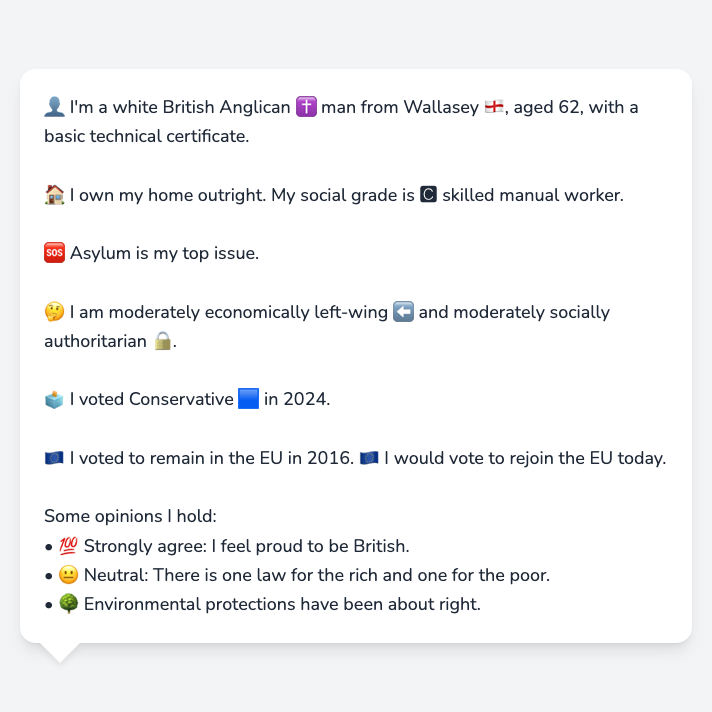 👤 I'm a white British Anglican ✝️ man from Wallasey 🏴󠁧󠁢󠁥󠁮󠁧󠁿, aged 62, with a
basic technical certificate.
🏠 I own my home outright. My social grade is 🅲 skilled manual worker.
🆘 Asylum is my top issue.
🤔 I am moderately economically left-wing ⬅️ and moderately socially
authoritarian 🔒.
🗳️ I voted Conservative 🟦 in 2024.
🇪🇺 I voted to remain in the EU in 2016. 🇪🇺 I would vote to rejoin the EU today.
Some opinions I hold:
• 💯 Strongly agree: I feel proud to be British.
• 😐 Neutral: There is one law for the rich and one for the poor.
• 🌳 Environmental protections have been about right.